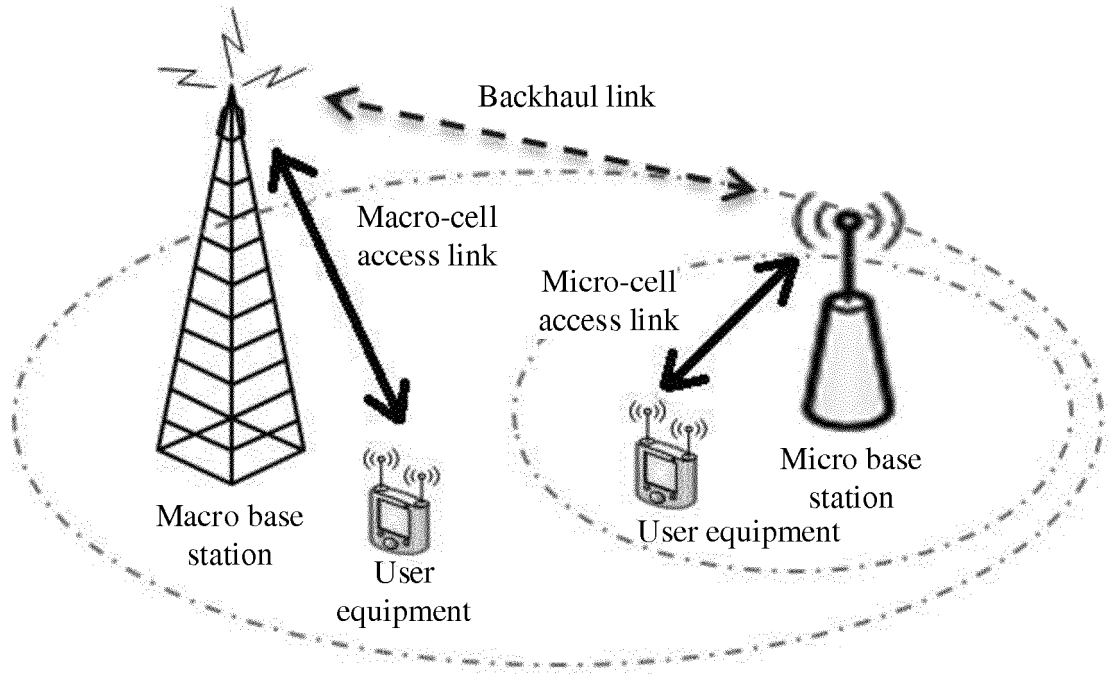 Backhaul link
Macro-cell
access link
Micro-cell
access link
Macro base
station
User
equipment
User equipment
Micro base
station